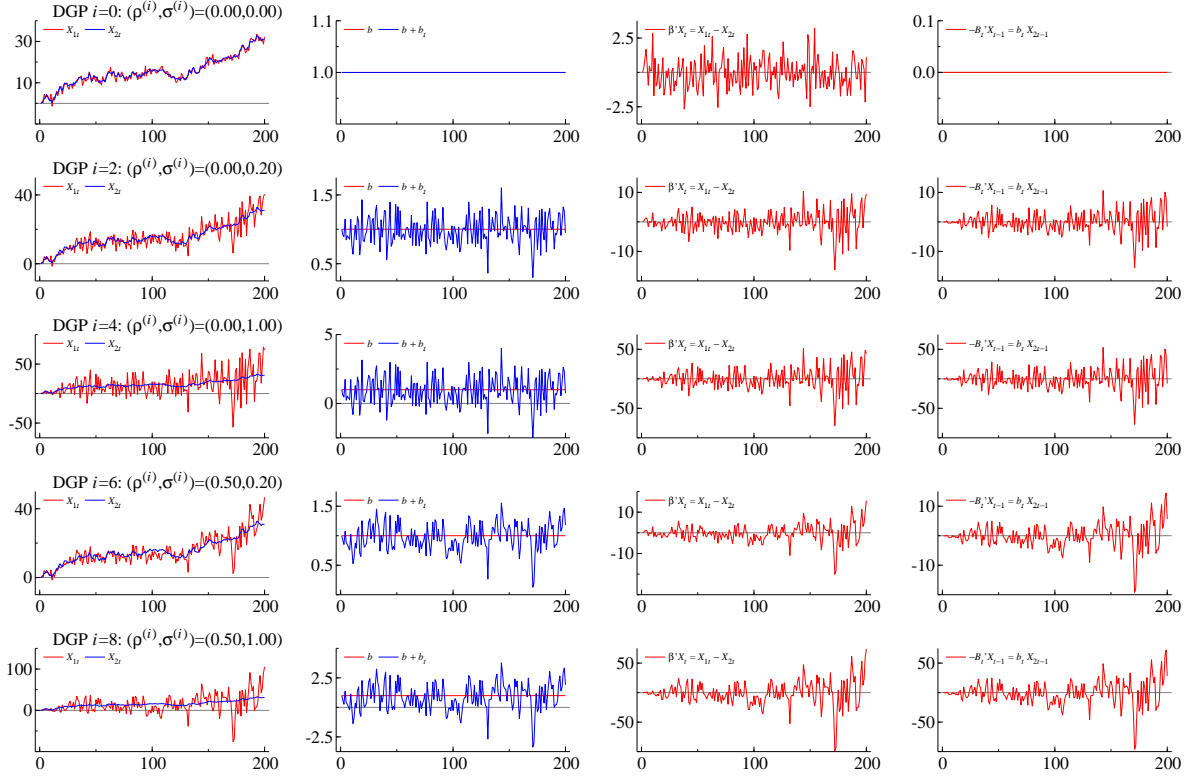 DGP i=0: (ρ⁽ⁱ⁾,σ⁽ⁱ⁾)=(0.00,0.00)
X₁ₜ X₂ₜ
b b + bₜ
β'Xₜ = X₁ₜ − X₂ₜ
−Bₜ'Xₜ₋₁ = bₜ X₂ₜ₋₁
30
10
0 100 200
1.1
1.0
0.9
0 100 200
2.5
-2.5
0 100 200
0.1
0.0
0 100 200
DGP i=2: (ρ⁽ⁱ⁾,σ⁽ⁱ⁾)=(0.00,0.20)
X₁ₜ X₂ₜ
b b + bₜ
β'Xₜ = X₁ₜ − X₂ₜ
−Bₜ'Xₜ₋₁ = bₜ X₂ₜ₋₁
40
20
0
0 100 200
1.5
0.5
0 100 200
10
-10
0 100 200
10
-10
0 100 200
DGP i=4: (ρ⁽ⁱ⁾,σ⁽ⁱ⁾)=(0.00,1.00)
X₁ₜ X₂ₜ
b b + bₜ
β'Xₜ = X₁ₜ − X₂ₜ
−Bₜ'Xₜ₋₁ = bₜ X₂ₜ₋₁
50
-50
0 100 200
5
0
0 100 200
50
-50
0 100 200
50
-50
0 100 200
DGP i=6: (ρ⁽ⁱ⁾,σ⁽ⁱ⁾)=(0.50,0.20)
X₁ₜ X₂ₜ
b b + bₜ
β'Xₜ = X₁ₜ − X₂ₜ
−Bₜ'Xₜ₋₁ = bₜ X₂ₜ₋₁
40
20
0
0 100 200
1.5
0.5
0 100 200
10
-10
0 100 200
10
-10
0 100 200
DGP i=8: (ρ⁽ⁱ⁾,σ⁽ⁱ⁾)=(0.50,1.00)
X₁ₜ X₂ₜ
b b + bₜ
β'Xₜ = X₁ₜ − X₂ₜ
−Bₜ'Xₜ₋₁ = bₜ X₂ₜ₋₁
100
0
0 100 200
2.5
-2.5
0 100 200
50
-50
0 100 200
50
-50
0 100 200